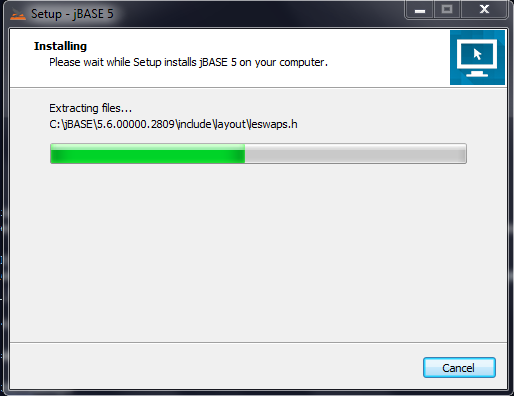 Setup - jBASE 5
Installing
Please wait while Setup installs jBASE 5 on your computer.
Extracting files...
C:\jBASE\5.6.00000.2809\include\layout\leswaps.h
Cancel